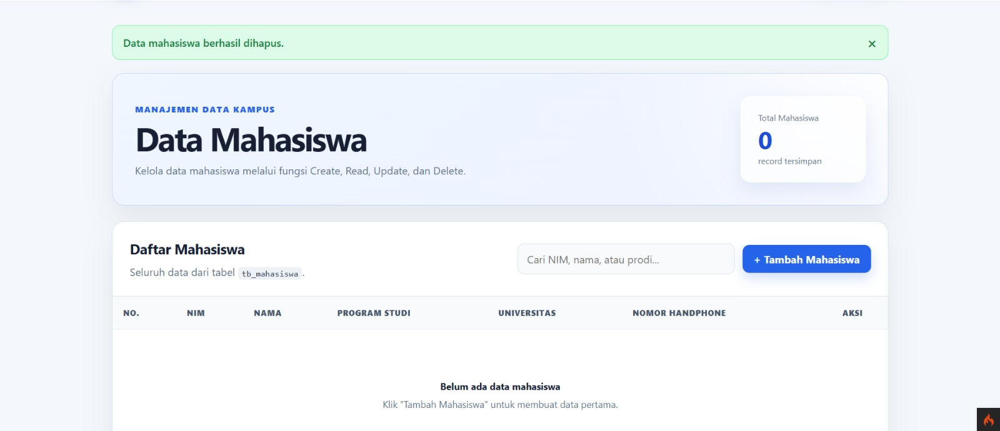 Data mahasiswa berhasil dihapus.
×
MANAJEMEN DATA KAMPUS
Data Mahasiswa
Kelola data mahasiswa melalui fungsi Create, Read, Update, dan Delete.
Total Mahasiswa
0
record tersimpan
Daftar Mahasiswa
Seluruh data dari tabel tb_mahasiswa.
Cari NIM, nama, atau prodi...
+ Tambah Mahasiswa
NO. NIM NAMA PROGRAM STUDI UNIVERSITAS NOMOR HANDPHONE AKSI
Belum ada data mahasiswa
Klik "Tambah Mahasiswa" untuk membuat data pertama.